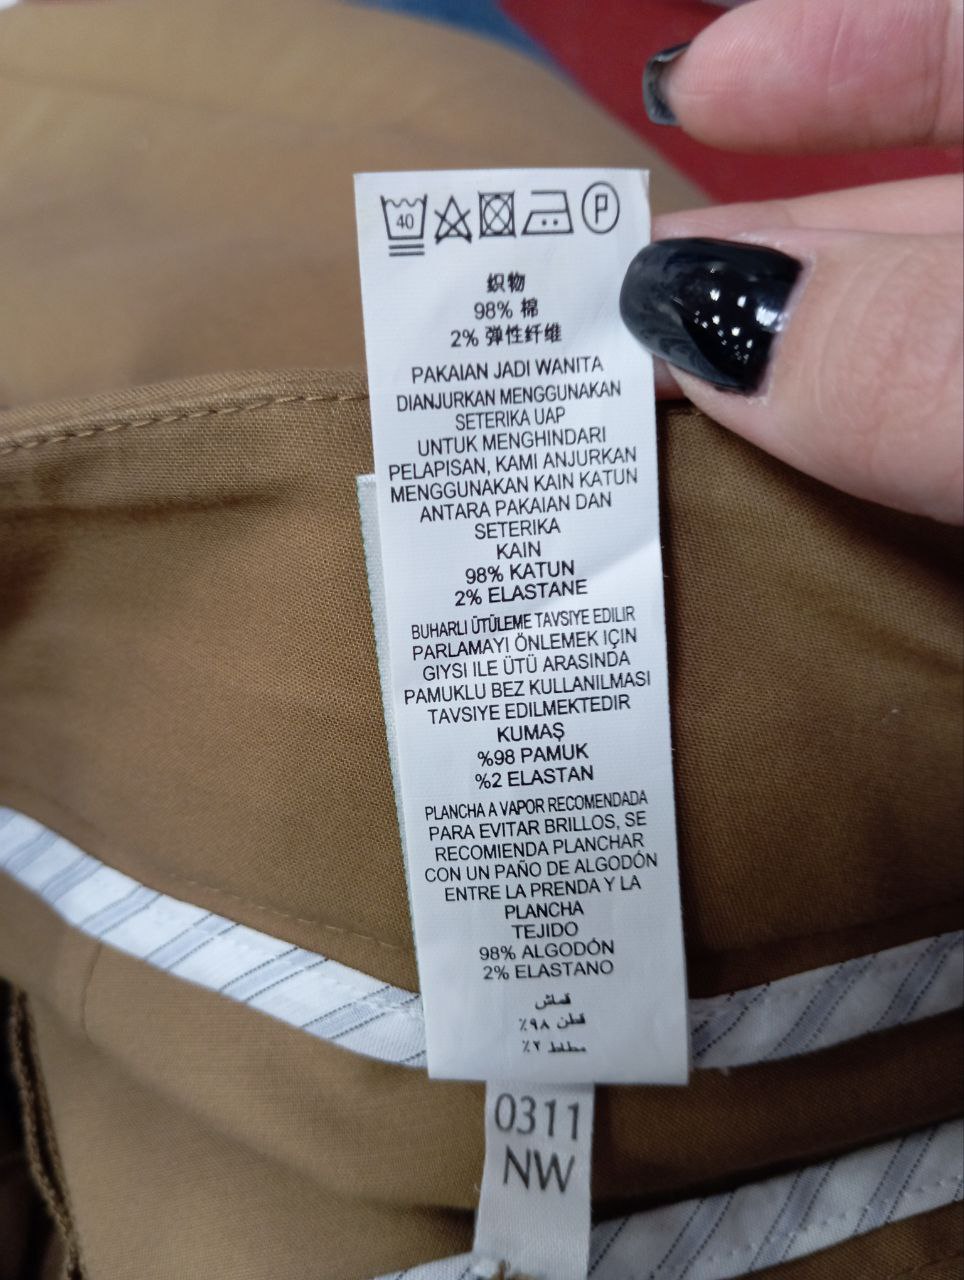 40 P
织物
98% 棉
2% 弹性纤维
PAKAIAN JADI WANITA
DIANJURKAN MENGGUNAKAN
SETERIKA UAP
UNTUK MENGHINDARI
PELAPISAN, KAMI ANJURKAN
MENGGUNAKAN KAIN KATUN
ANTARA PAKAIAN DAN
SETERIKA
KAIN
98% KATUN
2% ELASTANE
BUHARLI ÜTÜLEME TAVSIYE EDILIR
PARLAMAYI ÖNLEMEK IÇIN
GIYSI ILE ÜTÜ ARASINDA
PAMUKLU BEZ KULLANILMASI
TAVSIYE EDILMEKTEDIR
KUMAŞ
%98 PAMUK
%2 ELASTAN
PLANCHA A VAPOR RECOMENDADA
PARA EVITAR BRILLOS, SE
RECOMIENDA PLANCHAR
CON UN PAÑO DE ALGODÓN
ENTRE LA PRENDA Y LA
PLANCHA
TEJIDO
98% ALGODÓN
2% ELASTANO
قماش
قطن ٩٨٪
مطاط ٢٪
0311
NW